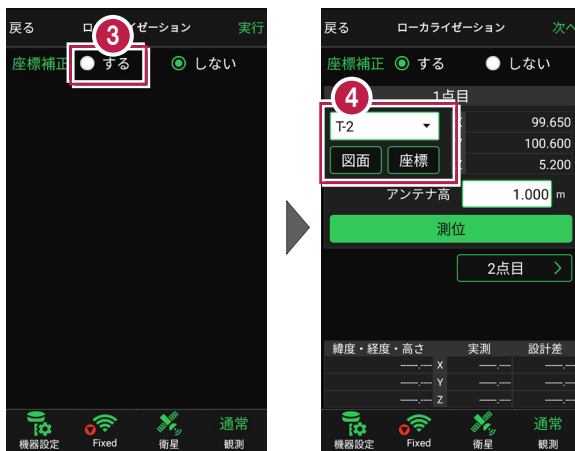 戻る ローカライゼーション 実行
3
座標補正 する しない
機器設定 Fixed 衛星 通常 観測
戻る ローカライゼーション 次へ
座標補正 する しない
1点目
4
T-2 99.650
図面 座標 100.600
5.200
アンテナ高 1.000 m
測位
2点目 >
緯度・経度・高さ 実測 設計差
------.---- X ------.---- ------.----
------.---- Y ------.---- ------.----
------.---- Z ------.---- ------.----
機器設定 Fixed 衛星 通常 観測